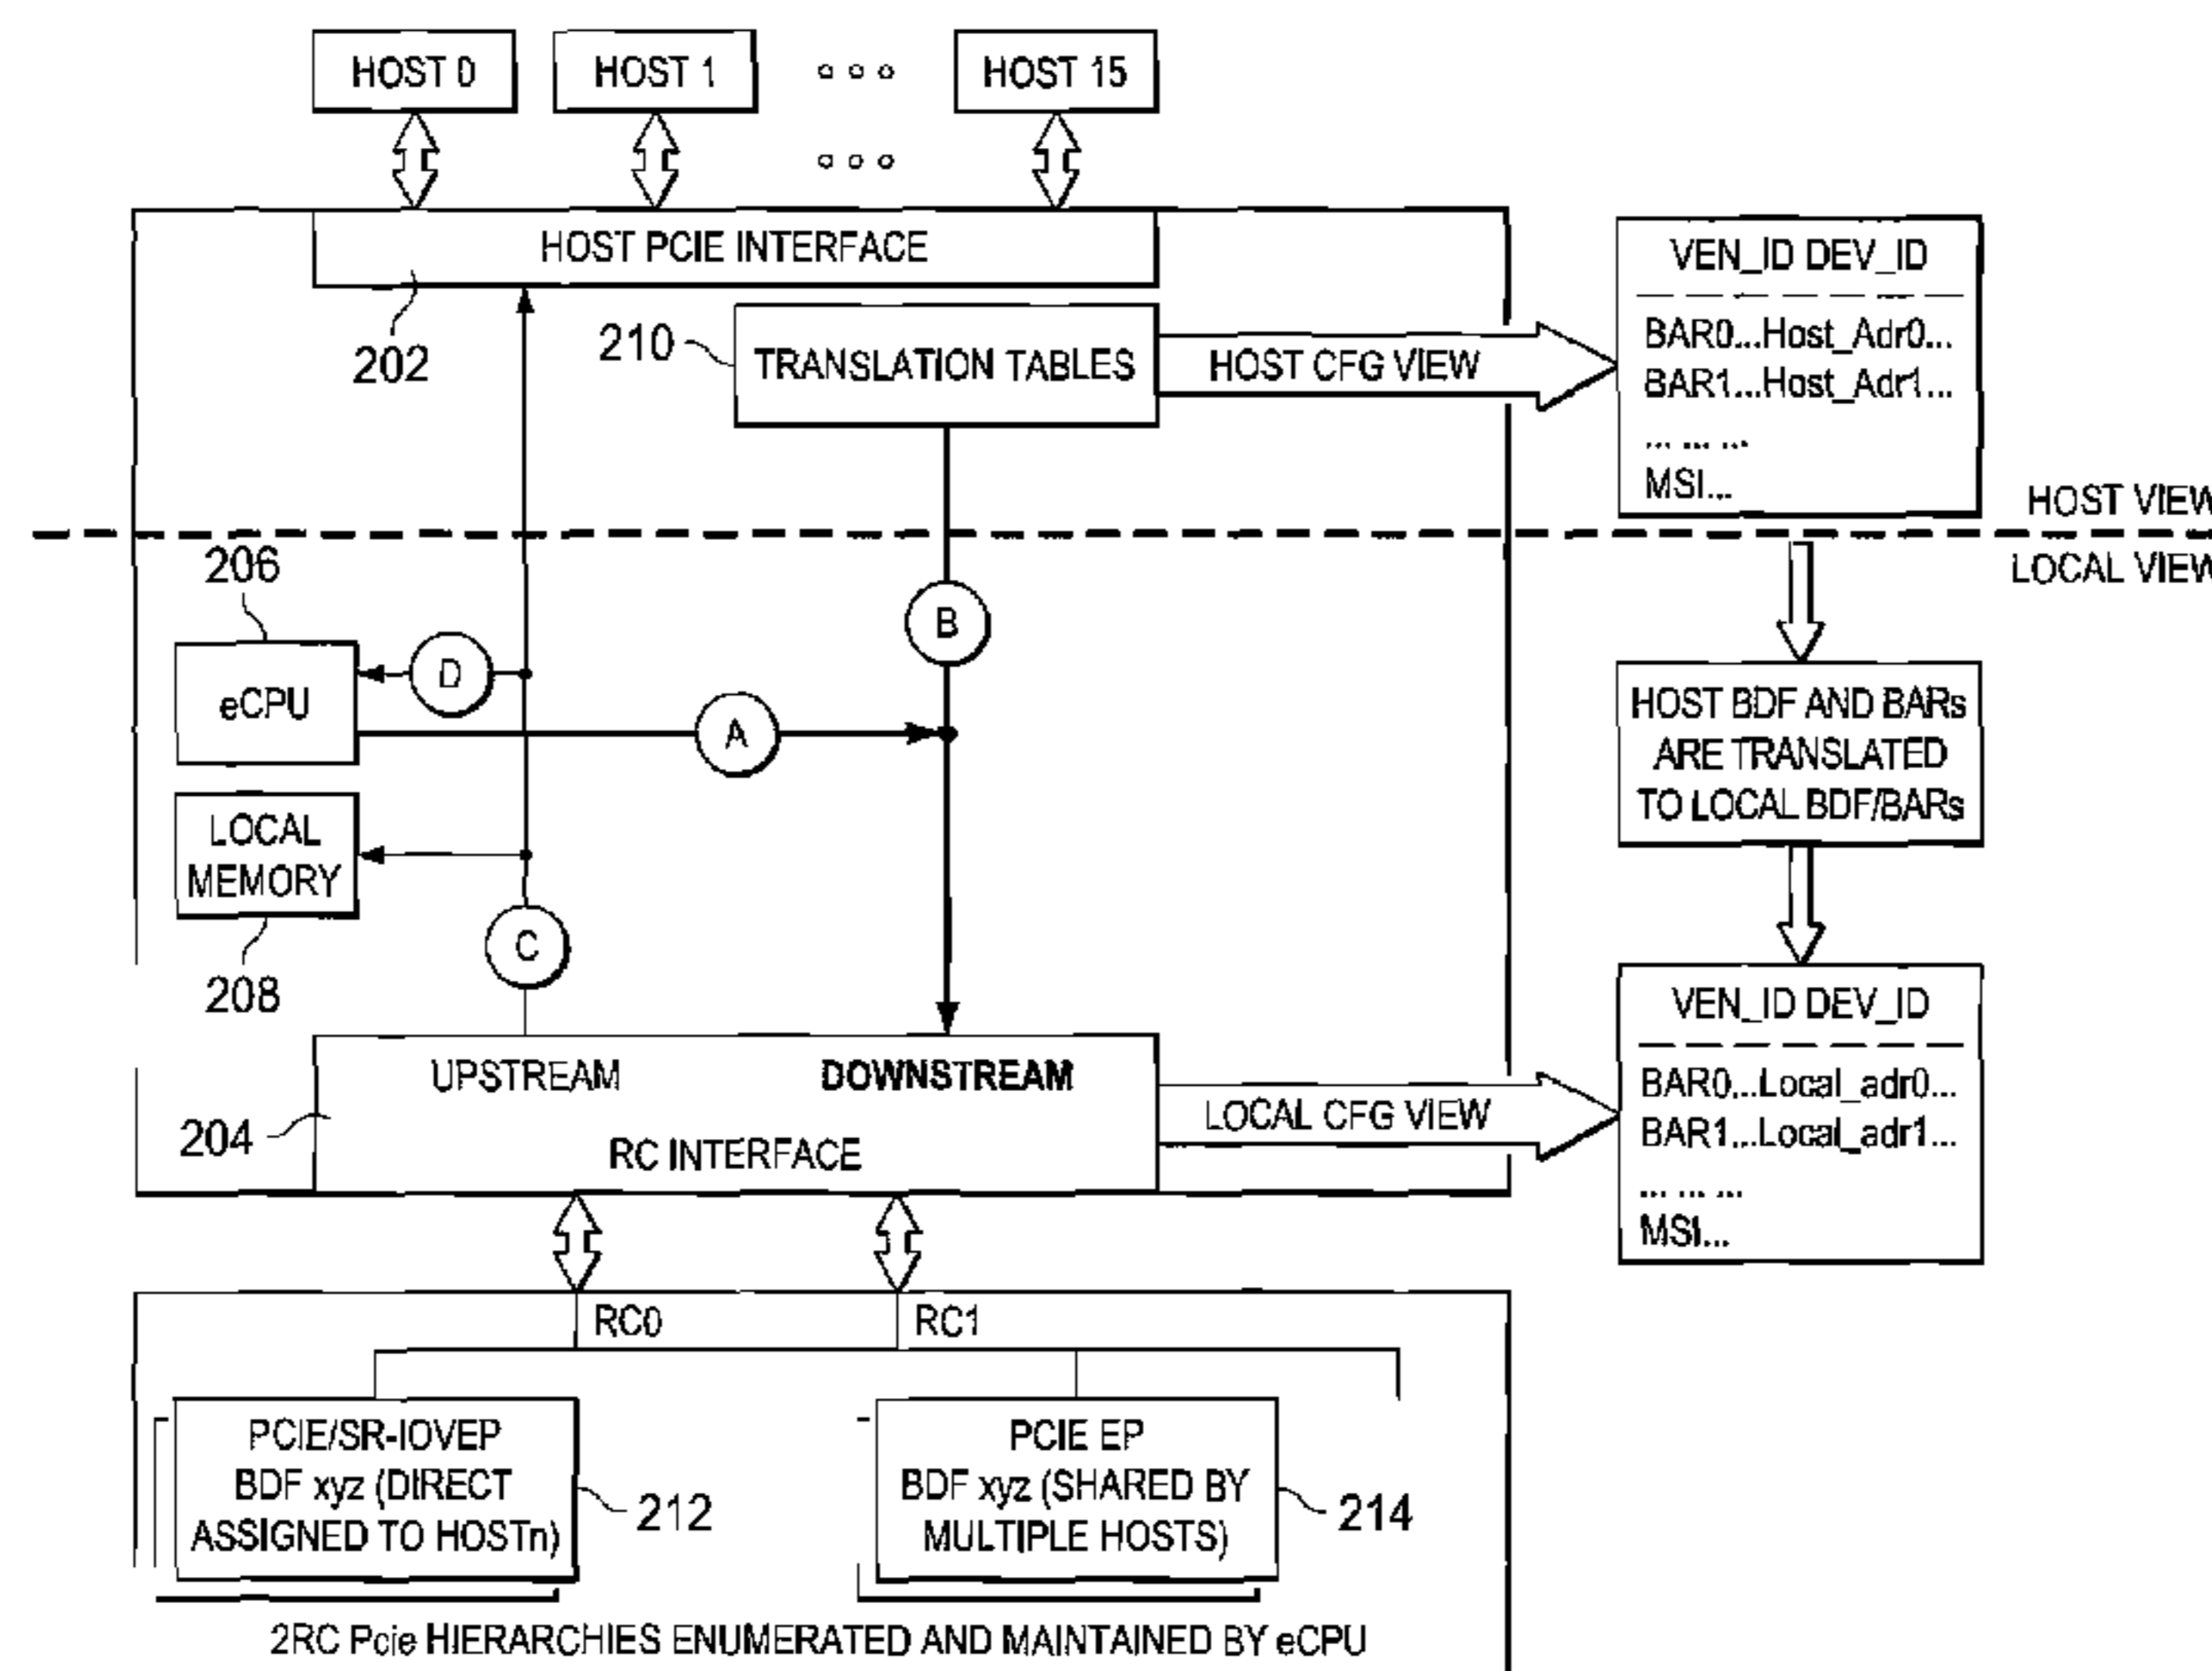 HOST 0
HOST 1
HOST 15
HOST PCIE INTERFACE
202
210
TRANSLATION TABLES
HOST CFG VIEW
VEN_ID DEV_ID
BAR0...Host_Adr0...
BAR1...Host_Adr1...
... ... ...
MSI...
HOST VIEW
LOCAL VIEW
206
eCPU
D
B
A
HOST BDF AND BARs
ARE TRANSLATED
TO LOCAL BDF/BARs
LOCAL
MEMORY
208
C
UPSTREAM
DOWNSTREAM
204
RC INTERFACE
LOCAL CFG VIEW
VEN_ID DEV_ID
BAR0...Local_adr0...
BAR1...Local_adr1...
... ... ...
MSI...
RC0
RC1
PCIE/SR-IOVEP
BDF xyz (DIRECT
ASSIGNED TO HOSTn)
212
PCIE EP
BDF xyz (SHARED BY
MULTIPLE HOSTS)
214
2RC Pcie HIERARCHIES ENUMERATED AND MAINTAINED BY eCPU